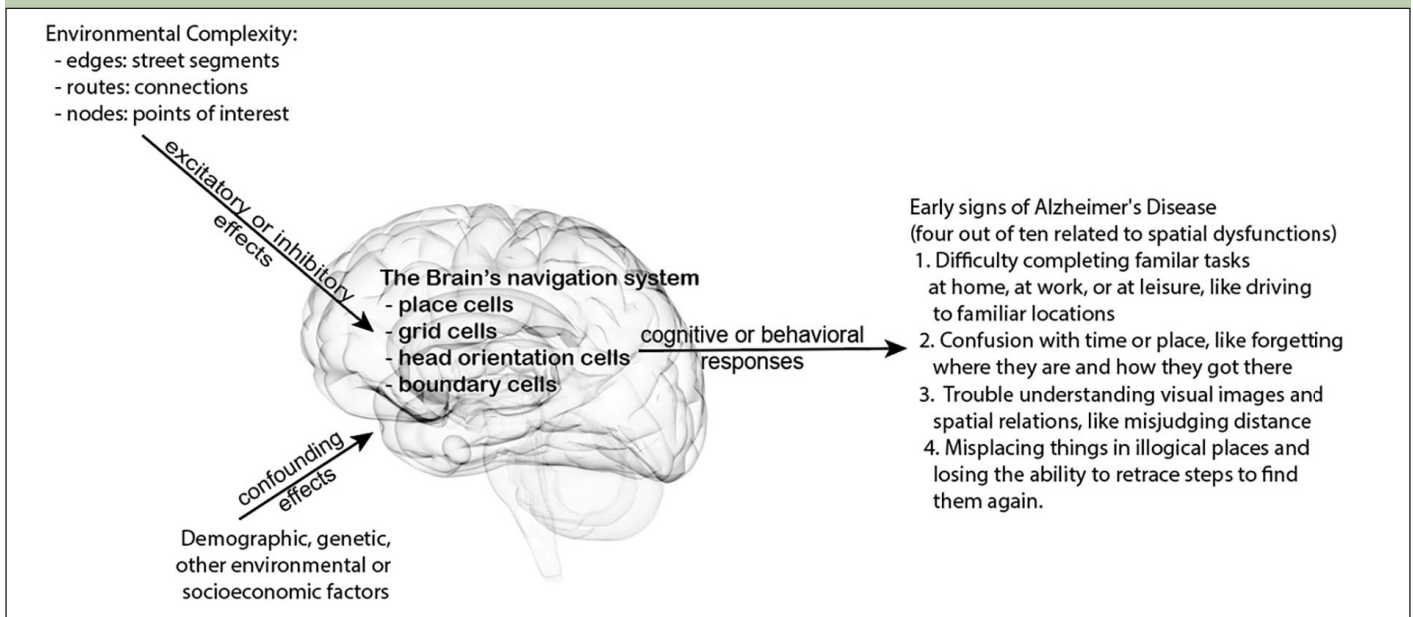 Environmental Complexity:
- edges: street segments
- routes: connections
- nodes: points of interest
excitatory or inhibitory
effects
The Brain's navigation system
- place cells
- grid cells
- head orientation cells
- boundary cells
confounding
effects
Demographic, genetic,
other environmental or
socioeconomic factors
cognitive or behavioral
responses
Early signs of Alzheimer's Disease
(four out of ten related to spatial dysfunctions)
1. Difficulty completing familar tasks
at home, at work, or at leisure, like driving
to familiar locations
2. Confusion with time or place, like forgetting
where they are and how they got there
3. Trouble understanding visual images and
spatial relations, like misjudging distance
4. Misplacing things in illogical places and
losing the ability to retrace steps to find
them again.